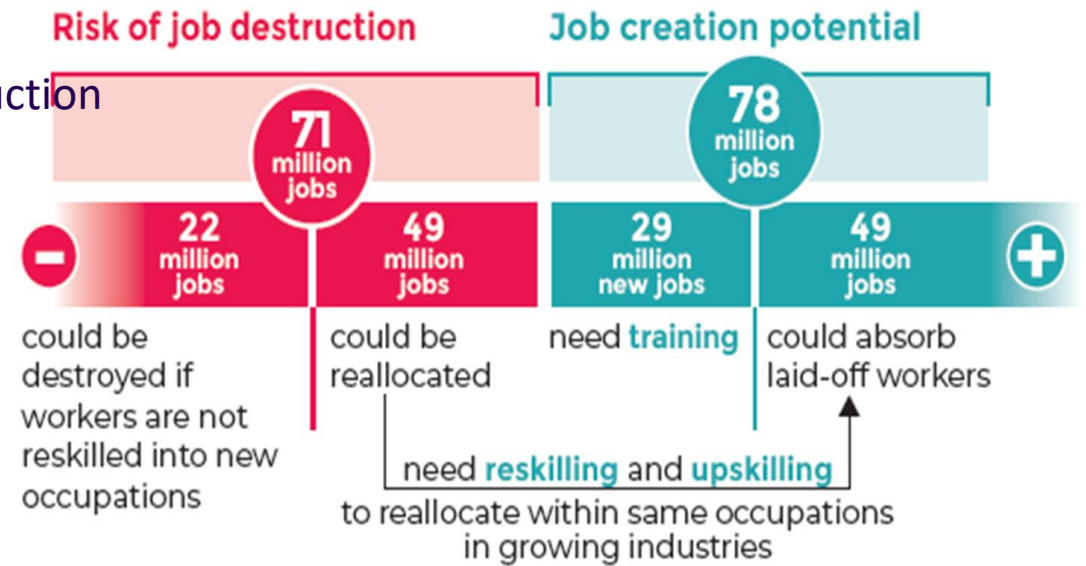 Risk of job destruction
Job creation potential
uction
71
million
jobs
78
million
jobs
22
million
jobs
49
million
jobs
29
million
new jobs
49
million
jobs
-
+
could be
destroyed if
workers are not
reskilled into new
occupations
could be
reallocated
need training
could absorb
laid-off workers
need reskilling and upskilling
to reallocate within same occupations
in growing industries